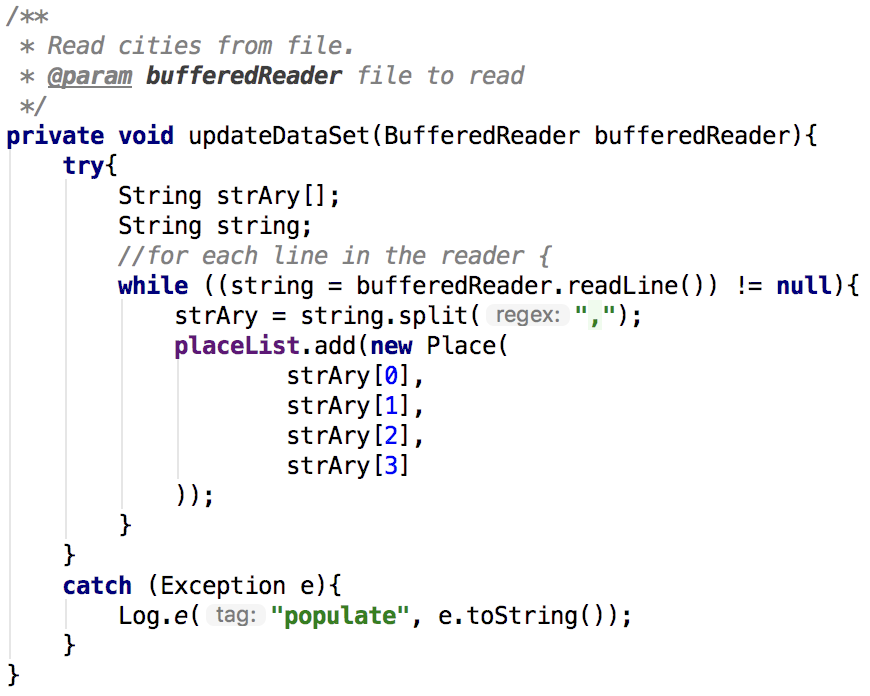 /**
 * Read cities from file.
 * @param bufferedReader file to read
 */
private void updateDataSet(BufferedReader bufferedReader){
    try{
        String strAry[];
        String string;
        //for each line in the reader {
        while ((string = bufferedReader.readLine()) != null){
            strAry = string.split( regex: ",");
            placeList.add(new Place(
                    strAry[0],
                    strAry[1],
                    strAry[2],
                    strAry[3]
            ));
        }
    }
    catch (Exception e){
        Log.e( tag: "populate", e.toString());
    }
}